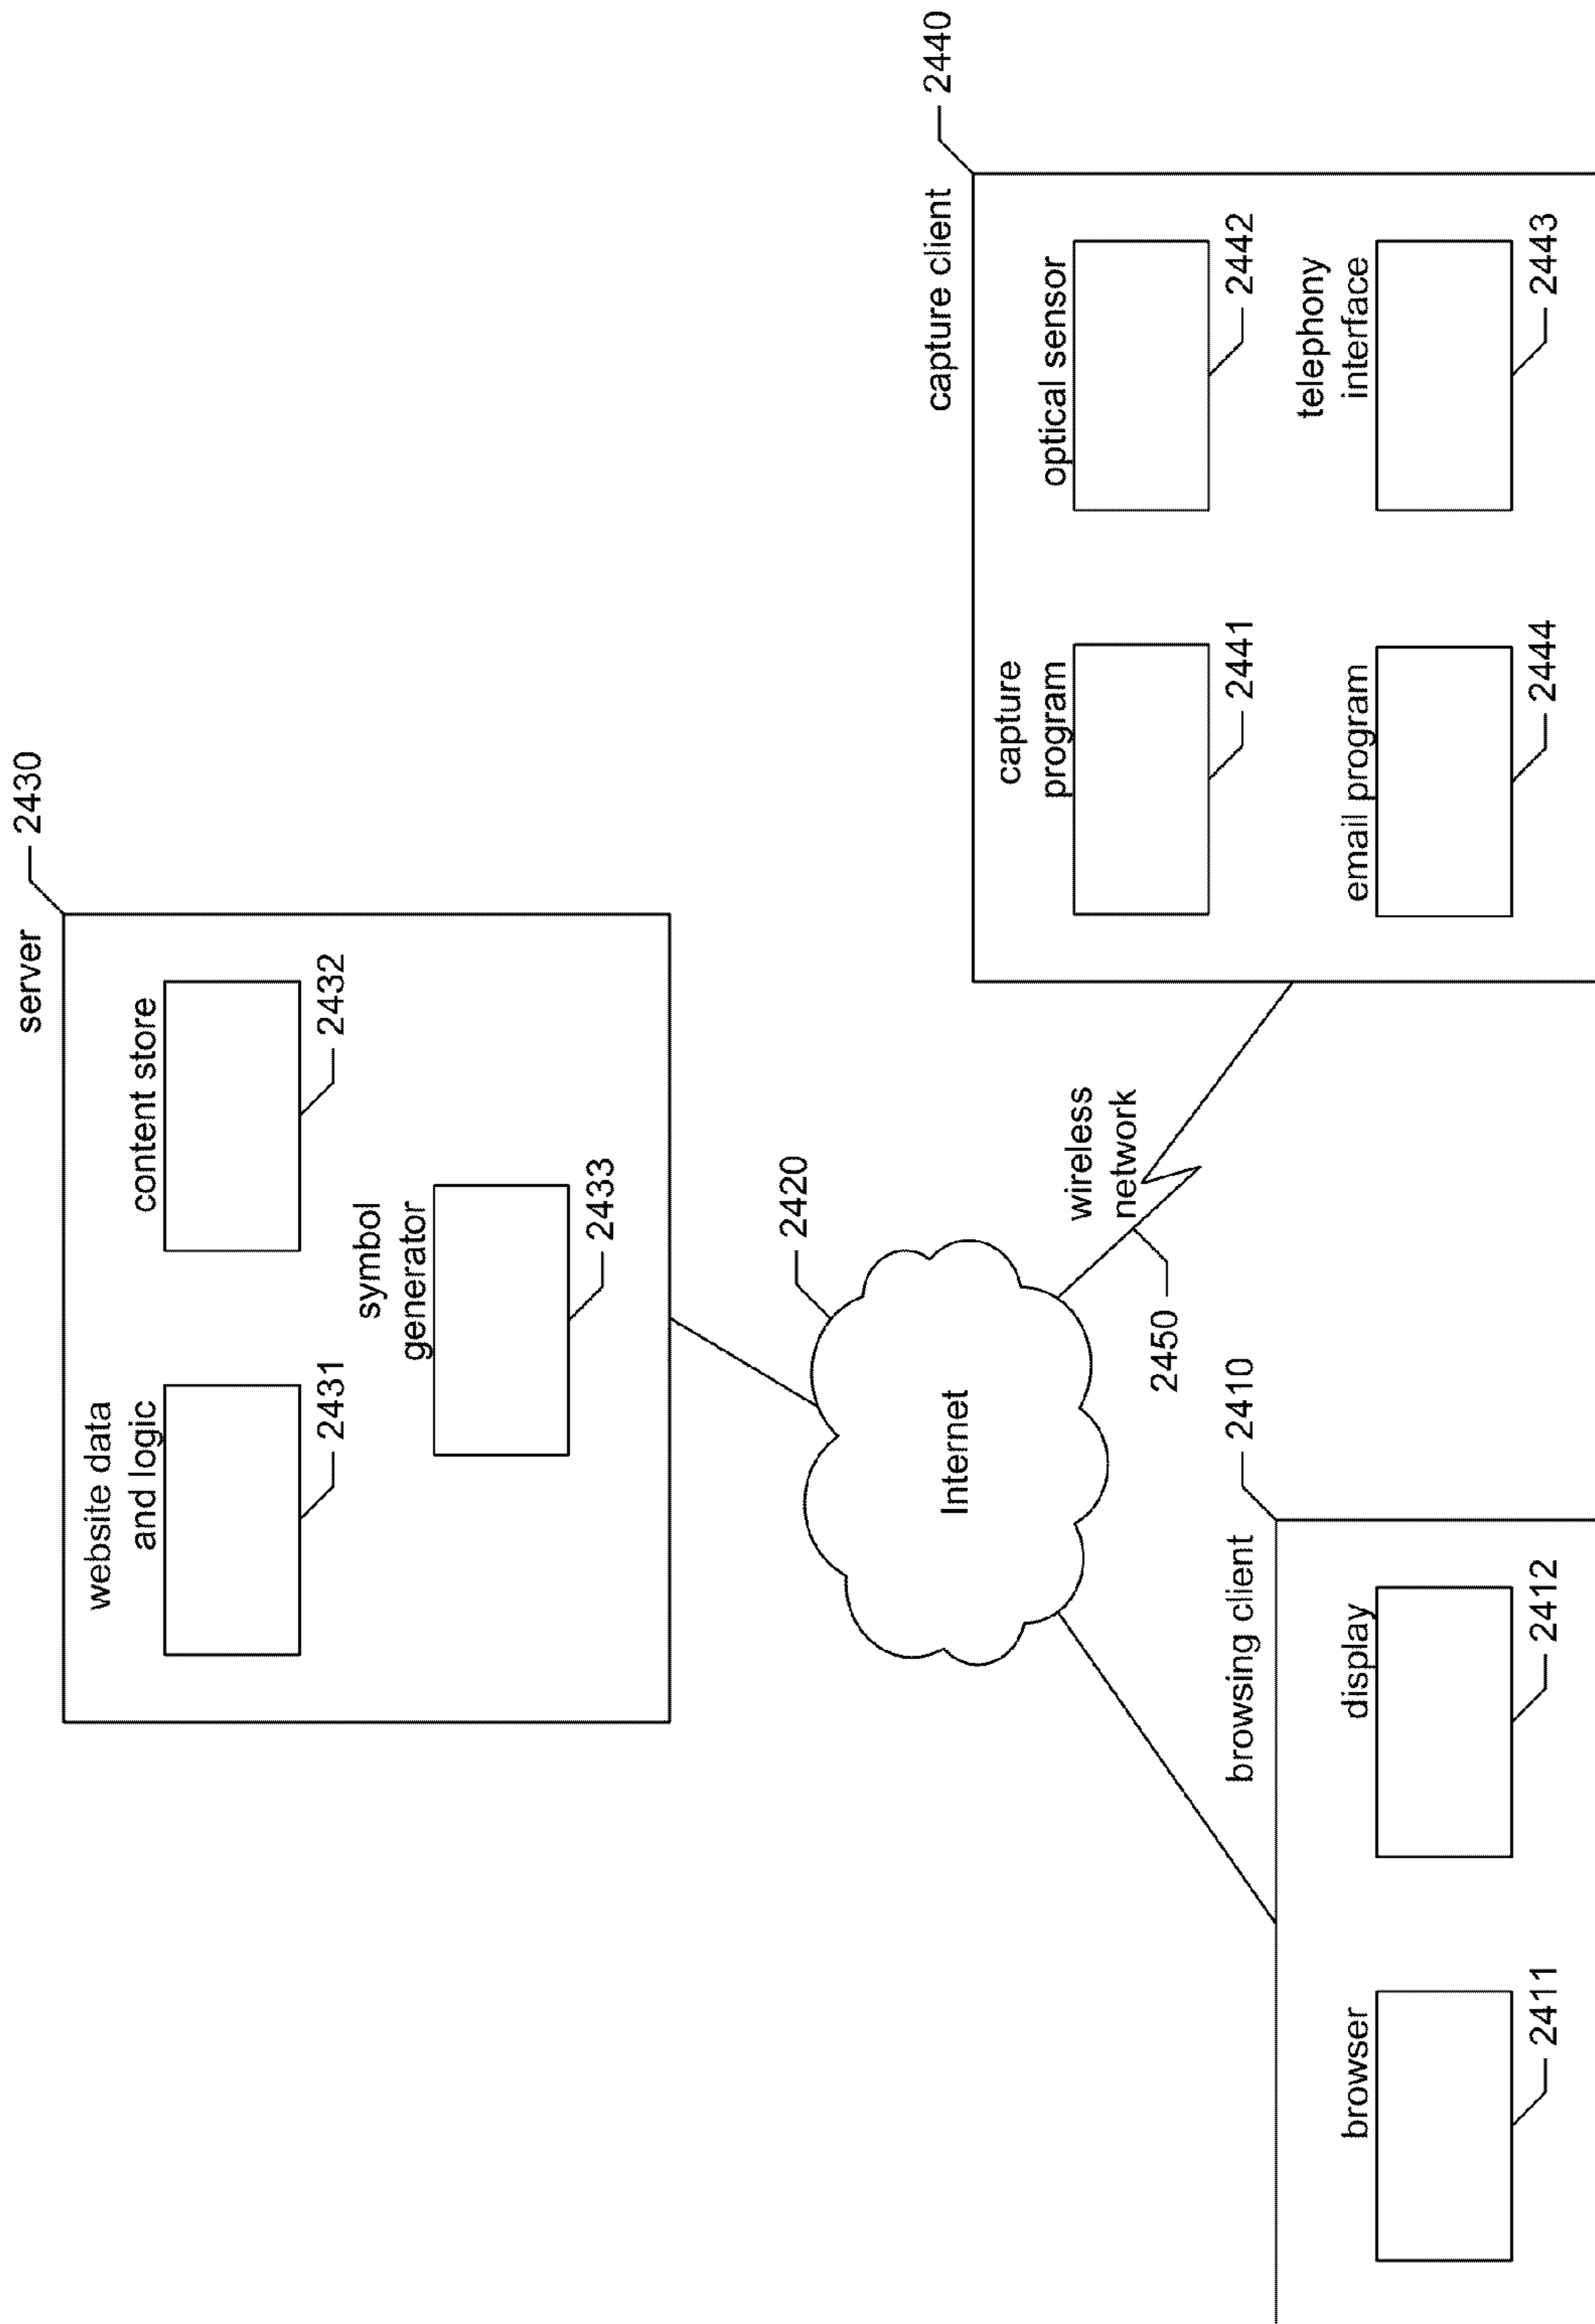 server
2430
website data
and logic
2431
content store
2432
symbol
generator
2433
2420
Internet
wireless
network
2450
browsing client
2410
browser
2411
display
2412
capture client
2440
capture
program
2441
optical sensor
2442
email program
2444
telephony
interface
2443